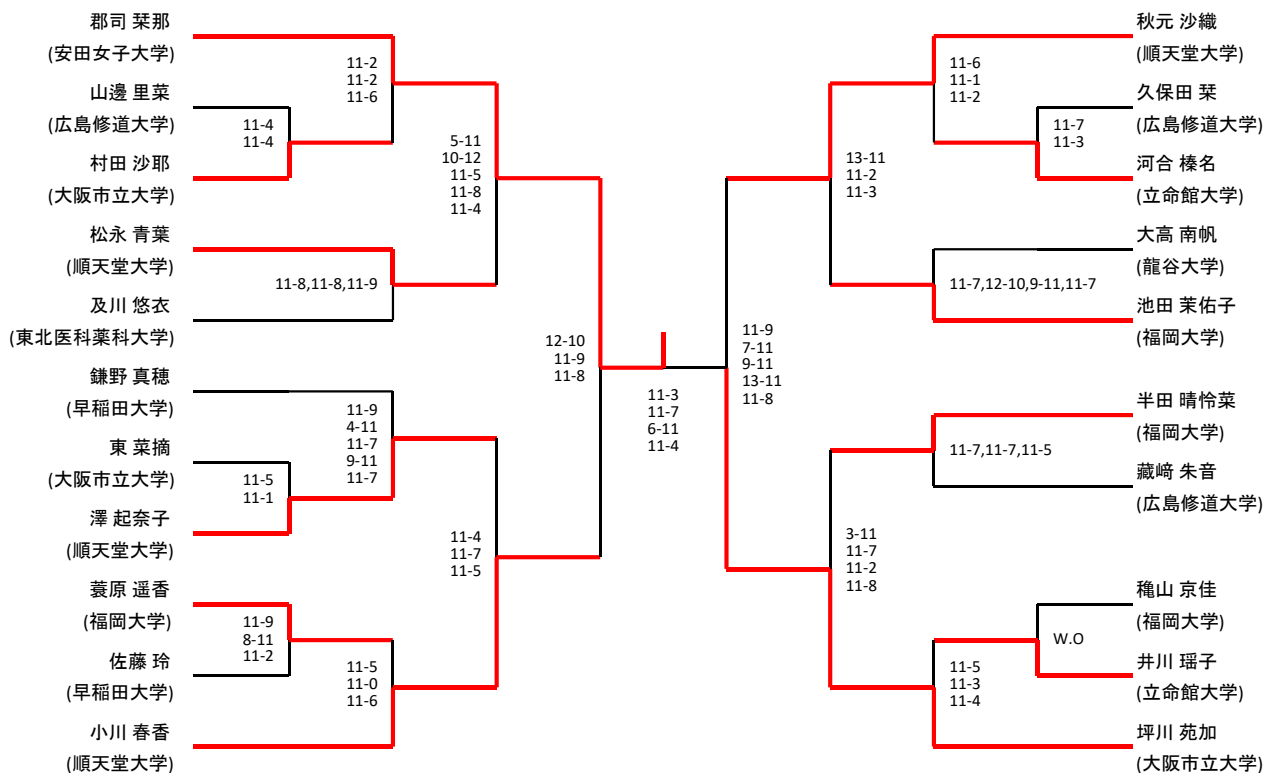 郡司 栞那
(安田女子大学)
山邊 里菜
(広島修道大学)
村田 沙耶
(大阪市立大学)
松永 青葉
(順天堂大学)
及川 悠衣
(東北医科薬科大学)
鎌野 真穂
(早稲田大学)
東 菜摘
(大阪市立大学)
澤 起奈子
(順天堂大学)
蓑原 遥香
(福岡大学)
佐藤 玲
(早稲田大学)
小川 春香
(順天堂大学)
11-2
11-2
11-6
11-4
11-4
11-8,11-8,11-9
11-9
4-11
11-7
9-11
11-7
11-5
11-1
11-9
8-11
11-2
11-5
11-0
11-6
5-11
10-12
11-5
11-8
11-4
11-4
11-7
11-5
12-10
11-9
11-8
11-3
11-7
6-11
11-4
11-9
7-11
9-11
13-11
11-8
13-11
11-2
11-3
3-11
11-7
11-2
11-8
11-6
11-1
11-2
11-7
11-3
11-7,12-10,9-11,11-7
11-7,11-7,11-5
W.O
11-5
11-3
11-4
秋元 沙織
(順天堂大学)
久保田 栞
(広島修道大学)
河合 榛名
(立命館大学)
大高 南帆
(龍谷大学)
池田 茉佑子
(福岡大学)
半田 晴怜菜
(福岡大学)
藏﨑 朱音
(広島修道大学)
穐山 京佳
(福岡大学)
井川 瑶子
(立命館大学)
坪川 苑加
(大阪市立大学)